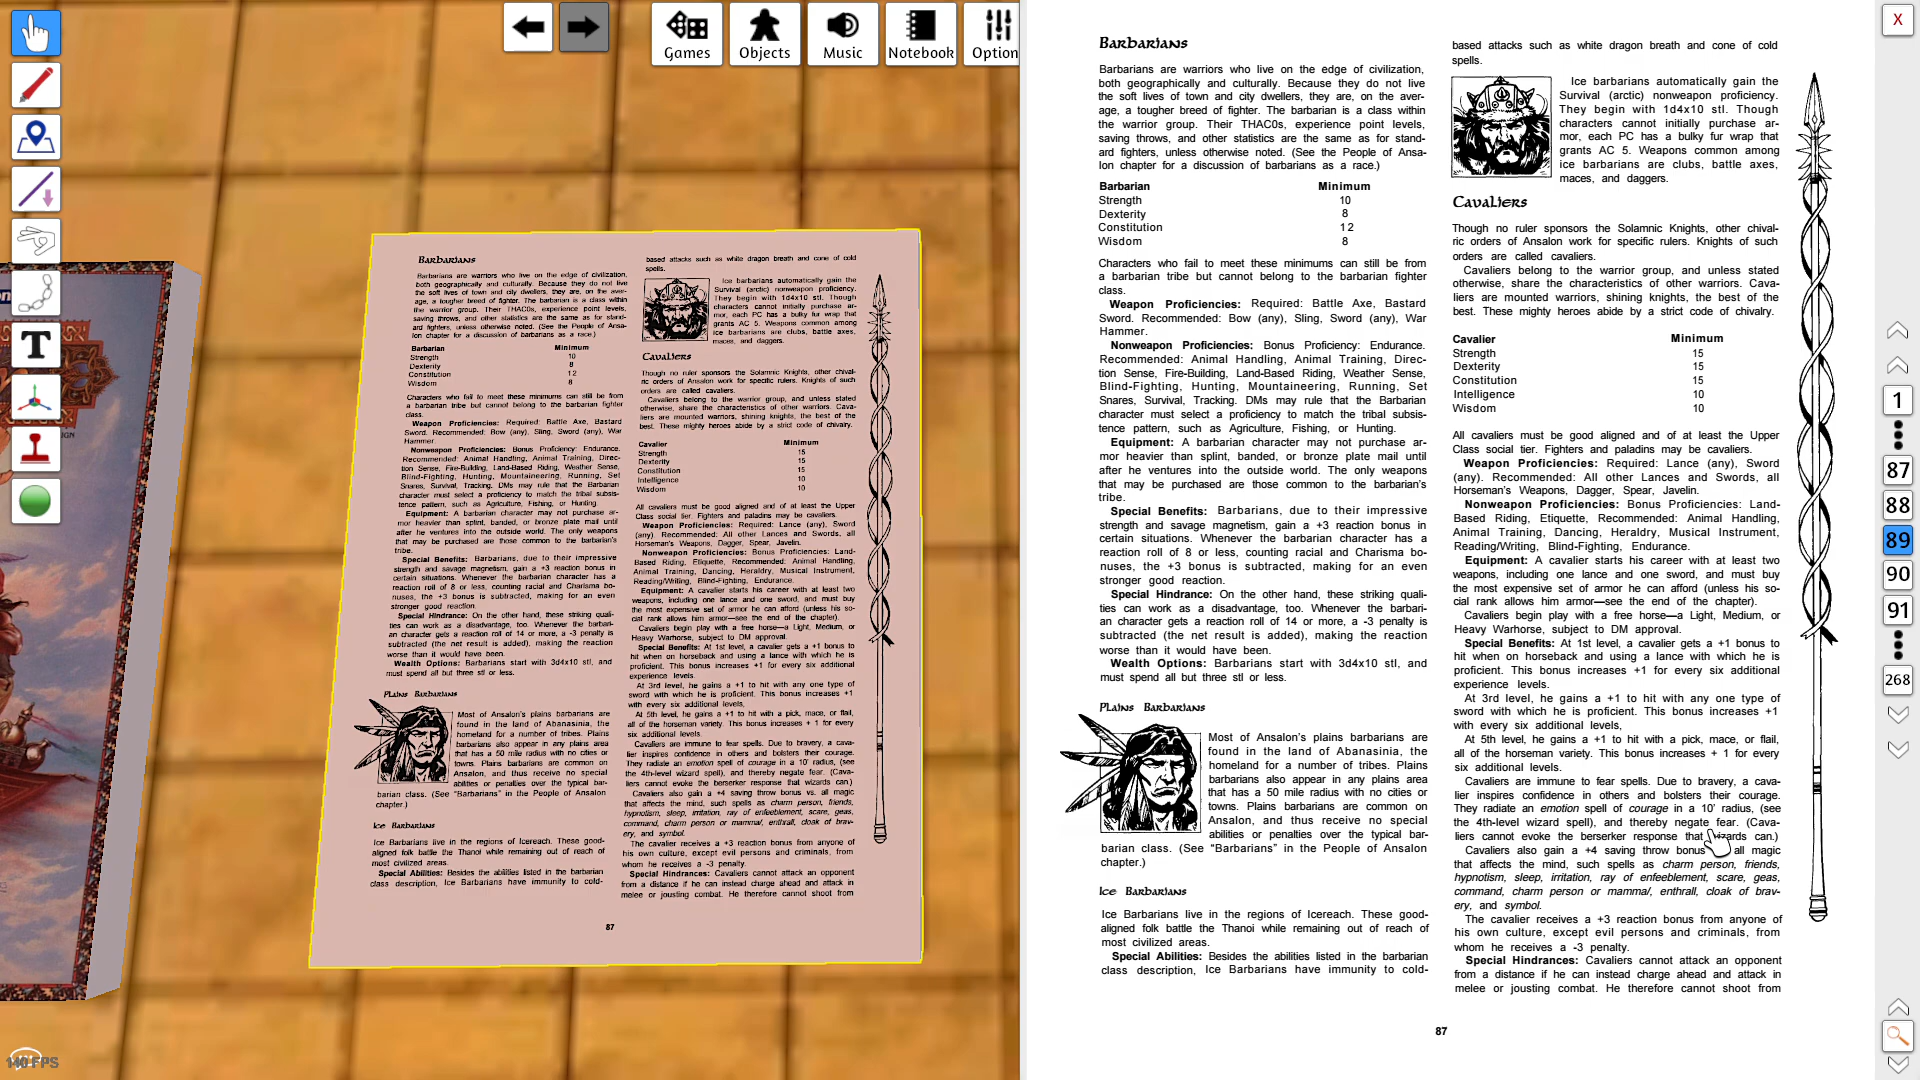 Games
Objects
Music
Notebook
Option
Barbarians
Barbarians are warriors who live on the edge of civilization,
both geographically and culturally. Because they do not live
the soft lives of town and city dwellers, they are, on the aver-
age, a tougher breed of fighter. The barbarian is a class within
the warrior group. Their THAC0s, experience point levels,
saving throws, and other statistics are the same as for stand-
ard fighters, unless otherwise noted. (See the People of Ansa-
lon chapter for a discussion of barbarians as a race.)
Barbarian Minimum
Strength 10
Dexterity 8
Constitution 12
Wisdom 8
Characters who fail to meet these minimums can still be from
a barbarian tribe but cannot belong to the barbarian fighter
class.
Weapon Proficiencies: Required: Battle Axe, Bastard
Sword. Recommended: Bow (any), Sling, Sword (any), War
Hammer.
Nonweapon Proficiencies: Bonus Proficiency: Endurance.
Recommended: Animal Handling, Animal Training, Direc-
tion Sense, Fire-Building, Land-Based Riding, Weather Sense,
Blind-Fighting, Hunting, Mountaineering, Running, Set
Snares, Survival, Tracking. DMs may rule that the Barbarian
character must select a proficiency to match the tribal subsis-
tence pattern, such as Agriculture, Fishing, or Hunting.
Equipment: A barbarian character may not purchase ar-
mor heavier than splint, banded, or bronze plate mail until
after he ventures into the outside world. The only weapons
that may be purchased are those common to the barbarian's
tribe.
Special Benefits: Barbarians, due to their impressive
strength and savage magnetism, gain a +3 reaction bonus in
certain situations. Whenever the barbarian character has a
reaction roll of 8 or less, counting racial and Charisma bo-
nuses, the +3 bonus is subtracted, making for an even
stronger good reaction.
Special Hindrance: On the other hand, these striking quali-
ties can work as a disadvantage, too. Whenever the barbari-
an character gets a reaction roll of 14 or more, a -3 penalty is
subtracted (the net result is added), making the reaction
worse than it would have been.
Wealth Options: Barbarians start with 3d4x10 stl, and
must spend all but three stl or less.
Plains Barbarians
Most of Ansalon's plains barbarians are
found in the land of Abanasinia, the
homeland for a number of tribes. Plains
barbarians also appear in any plains area
that has a 50 mile radius with no cities or
towns. Plains barbarians are common on
Ansalon, and thus receive no special
abilities or penalties over the typical bar-
barian class. (See "Barbarians" in the People of Ansalon
chapter.)
Ice Barbarians
Ice Barbarians live in the regions of Icereach. These good-
aligned folk battle the Thanoi while remaining out of reach of
most civilized areas.
Special Abilities: Besides the abilities listed in the barbarian
class description, Ice Barbarians have immunity to cold-
based attacks such as white dragon breath and cone of cold
spells.
Ice barbarians automatically gain the
Survival (arctic) nonweapon proficiency.
They begin with 1d4x10 stl. Though
characters cannot initially purchase ar-
mor, each PC has a bulky fur wrap that
grants AC 5. Weapons common among
ice barbarians are clubs, battle axes,
maces, and daggers.
Cavaliers
Though no ruler sponsors the Solamnic Knights, other chival-
ric orders of Ansalon work for specific rulers. Knights of such
orders are called cavaliers.
Cavaliers belong to the warrior group, and unless stated
otherwise, share the characteristics of other warriors. Cava-
liers are mounted warriors, shining knights, the best of the
best. These mighty heroes abide by a strict code of chivalry.
Cavalier Minimum
Strength 15
Dexterity 15
Constitution 15
Intelligence 10
Wisdom 10
All cavaliers must be good aligned and of at least the Upper
Class social tier. Fighters and paladins may be cavaliers.
Weapon Proficiencies: Required: Lance (any), Sword
(any). Recommended: All other Lances and Swords, all
Horseman's Weapons, Dagger, Spear, Javelin.
Nonweapon Proficiencies: Bonus Proficiencies: Land-
Based Riding, Etiquette, Recommended: Animal Handling,
Animal Training, Dancing, Heraldry, Musical Instrument,
Reading/Writing, Blind-Fighting, Endurance.
Equipment: A cavalier starts his career with at least two
weapons, including one lance and one sword, and must buy
the most expensive set of armor he can afford (unless his so-
cial rank allows him armor—see the end of the chapter).
Cavaliers begin play with a free horse—a Light, Medium, or
Heavy Warhorse, subject to DM approval.
Special Benefits: At 1st level, a cavalier gets a +1 bonus to
hit when on horseback and using a lance with which he is
proficient. This bonus increases +1 for every six additional
experience levels.
At 3rd level, he gains a +1 to hit with any one type of
sword with which he is proficient. This bonus increases +1
with every six additional levels,
At 5th level, he gains a +1 to hit with a pick, mace, or flail,
all of the horseman variety. This bonus increases + 1 for every
six additional levels.
Cavaliers are immune to fear spells. Due to bravery, a cava-
lier inspires confidence in others and bolsters their courage.
They radiate an emotion spell of courage in a 10' radius, (see
the 4th-level wizard spell), and thereby negate fear. (Cava-
liers cannot evoke the berserker response that wizards can.)
Cavaliers also gain a +4 saving throw bonus vs. all magic
that affects the mind, such spells as charm person, friends,
hypnotism, sleep, irritation, ray of enfeeblement, scare, geas,
command, charm person or mamma/, enthrall, cloak of brav-
ery, and symbol.
The cavalier receives a +3 reaction bonus from anyone of
his own culture, except evil persons and criminals, from
whom he receives a -3 penalty.
Special Hindrances: Cavaliers cannot attack an opponent
from a distance if he can instead charge ahead and attack in
melee or jousting combat. He therefore cannot shoot from
87
X
1
87
88
89
90
91
268
140 FPS